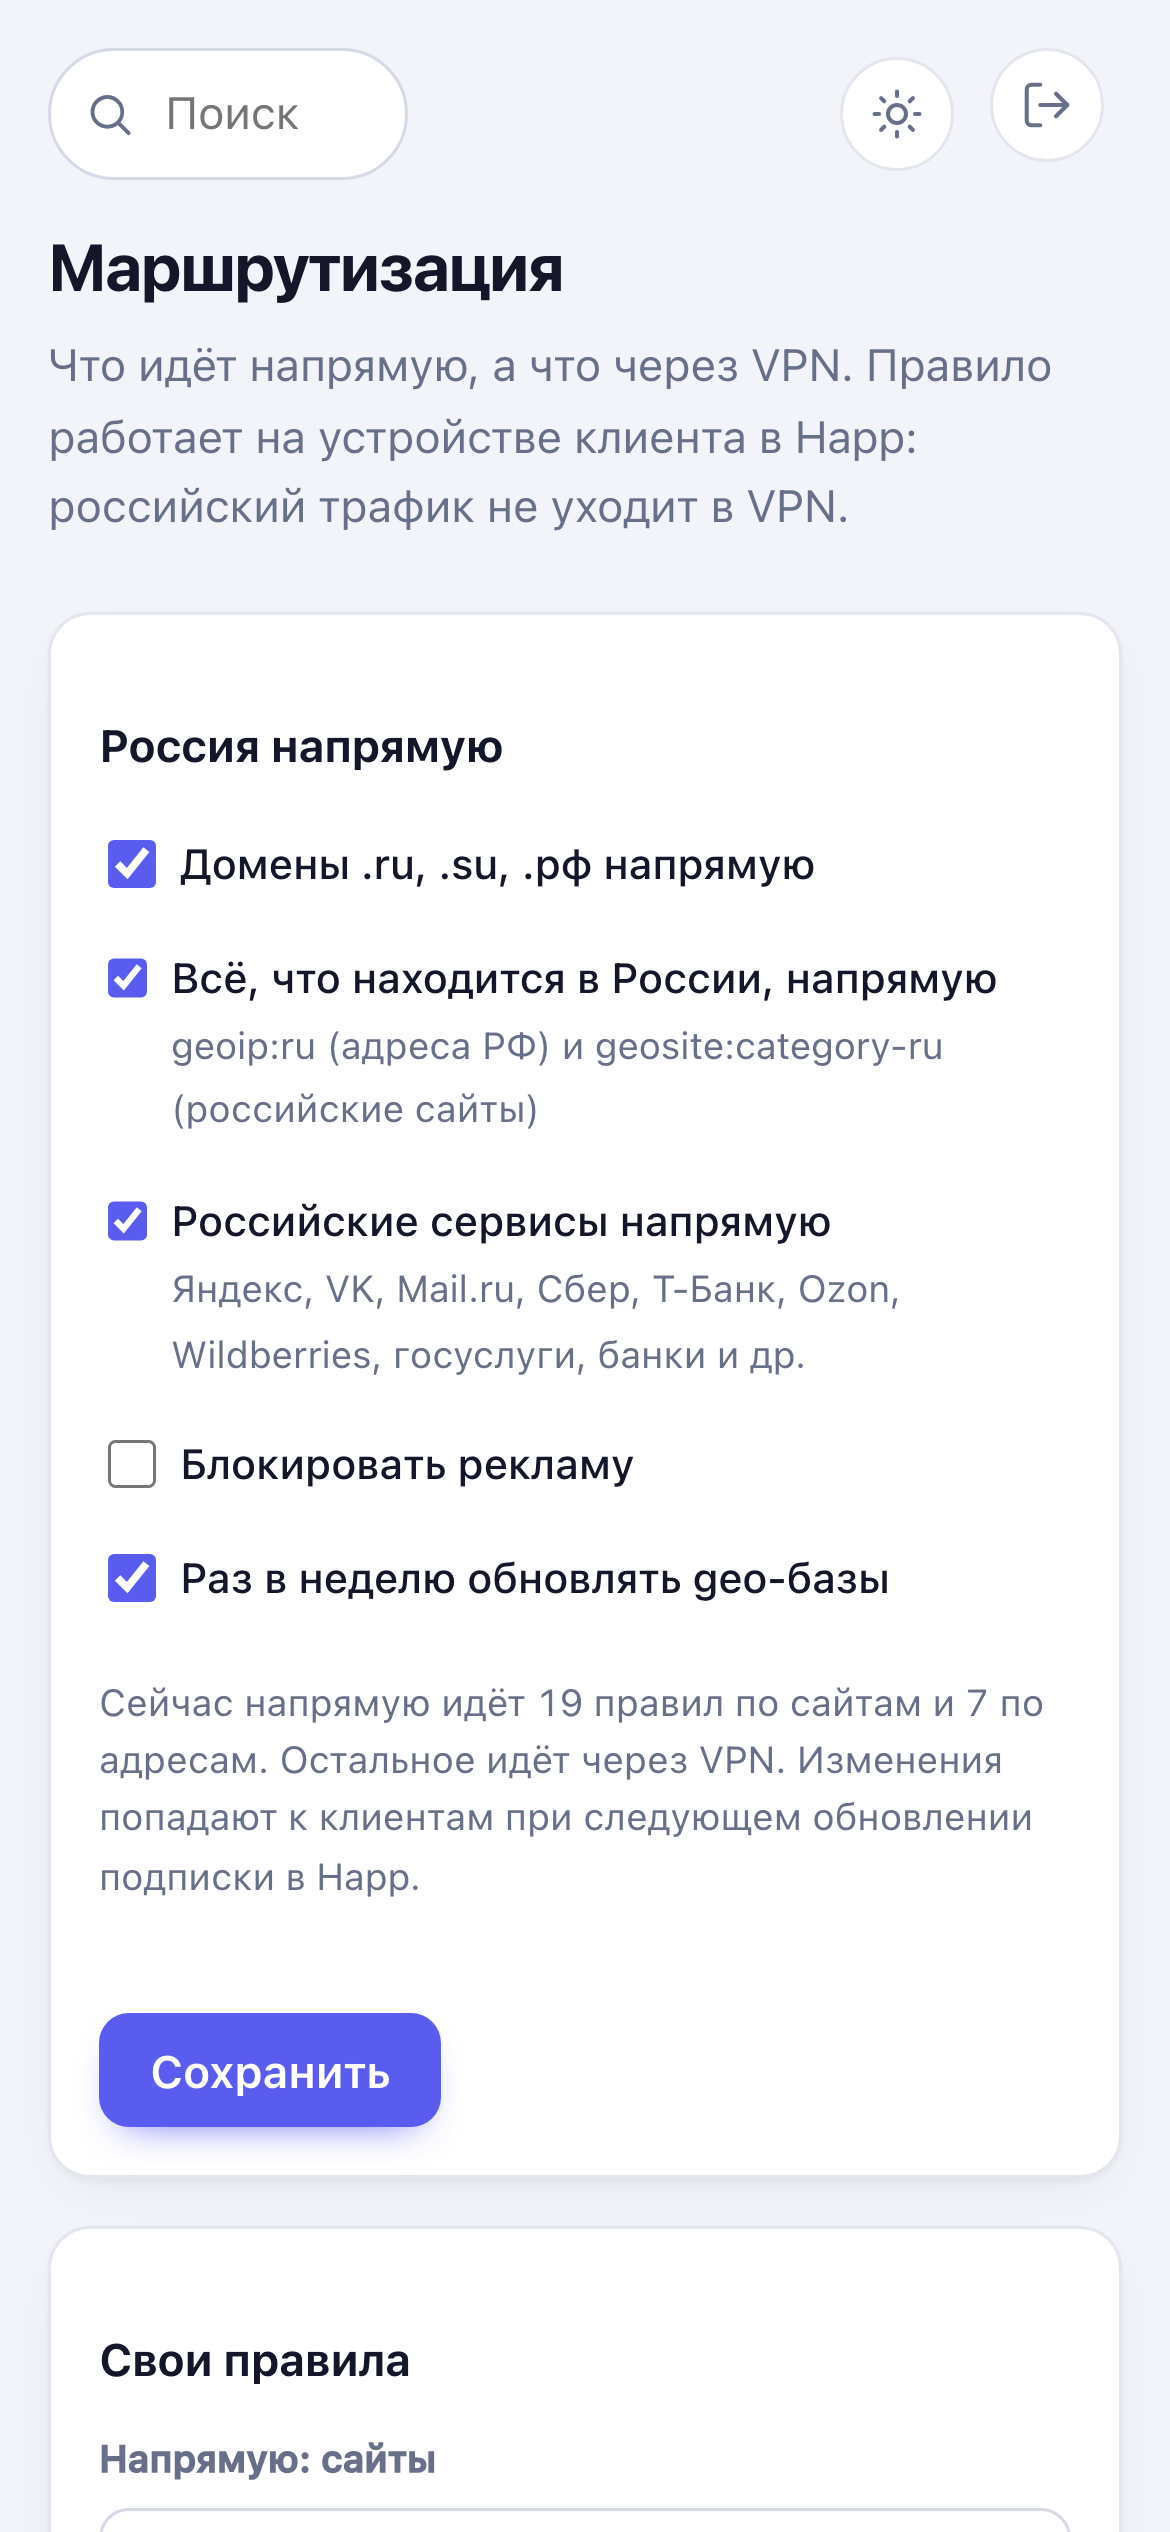 Поиск
Маршрутизация
Что идёт напрямую, а что через VPN. Правило
работает на устройстве клиента в Happ:
российский трафик не уходит в VPN.
Россия напрямую
Домены .ru, .su, .рф напрямую
Всё, что находится в России, напрямую
geoip:ru (адреса РФ) и geosite:category-ru
(российские сайты)
Российские сервисы напрямую
Яндекс, VK, Mail.ru, Сбер, Т-Банк, Ozon,
Wildberries, госуслуги, банки и др.
Блокировать рекламу
Раз в неделю обновлять geo-базы
Сейчас напрямую идёт 19 правил по сайтам и 7 по
адресам. Остальное идёт через VPN. Изменения
попадают к клиентам при следующем обновлении
подписки в Happ.
Сохранить
Свои правила
Напрямую: сайты